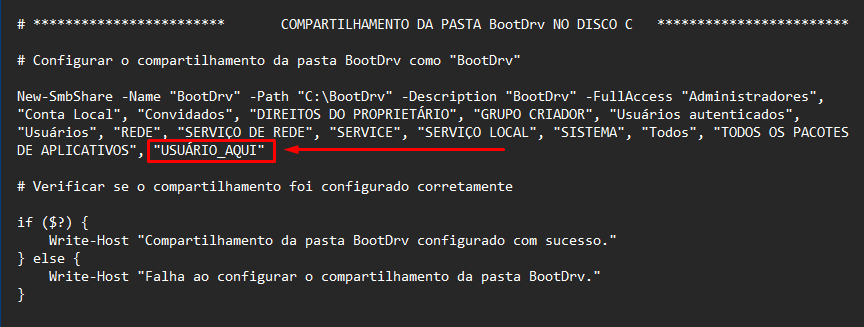 # ************************ COMPARTILHAMENTO DA PASTA BootDrv NO DISCO C ************************
# Configurar o compartilhamento da pasta BootDrv como "BootDrv"
New-SmbShare -Name "BootDrv" -Path "C:\BootDrv" -Description "BootDrv" -FullAccess "Administradores",
"Conta Local", "Convidados", "DIREITOS DO PROPRIETÁRIO", "GRUPO CRIADOR", "Usuários autenticados",
"Usuários", "REDE", "SERVIÇO DE REDE", "SERVICE", "SERVIÇO LOCAL", "SISTEMA", "Todos", "TODOS OS PACOTES
DE APLICATIVOS", "USUÁRIO_AQUI"
# Verificar se o compartilhamento foi configurado corretamente
if ($?) {
    Write-Host "Compartilhamento da pasta BootDrv configurado com sucesso."
} else {
    Write-Host "Falha ao configurar o compartilhamento da pasta BootDrv."
}